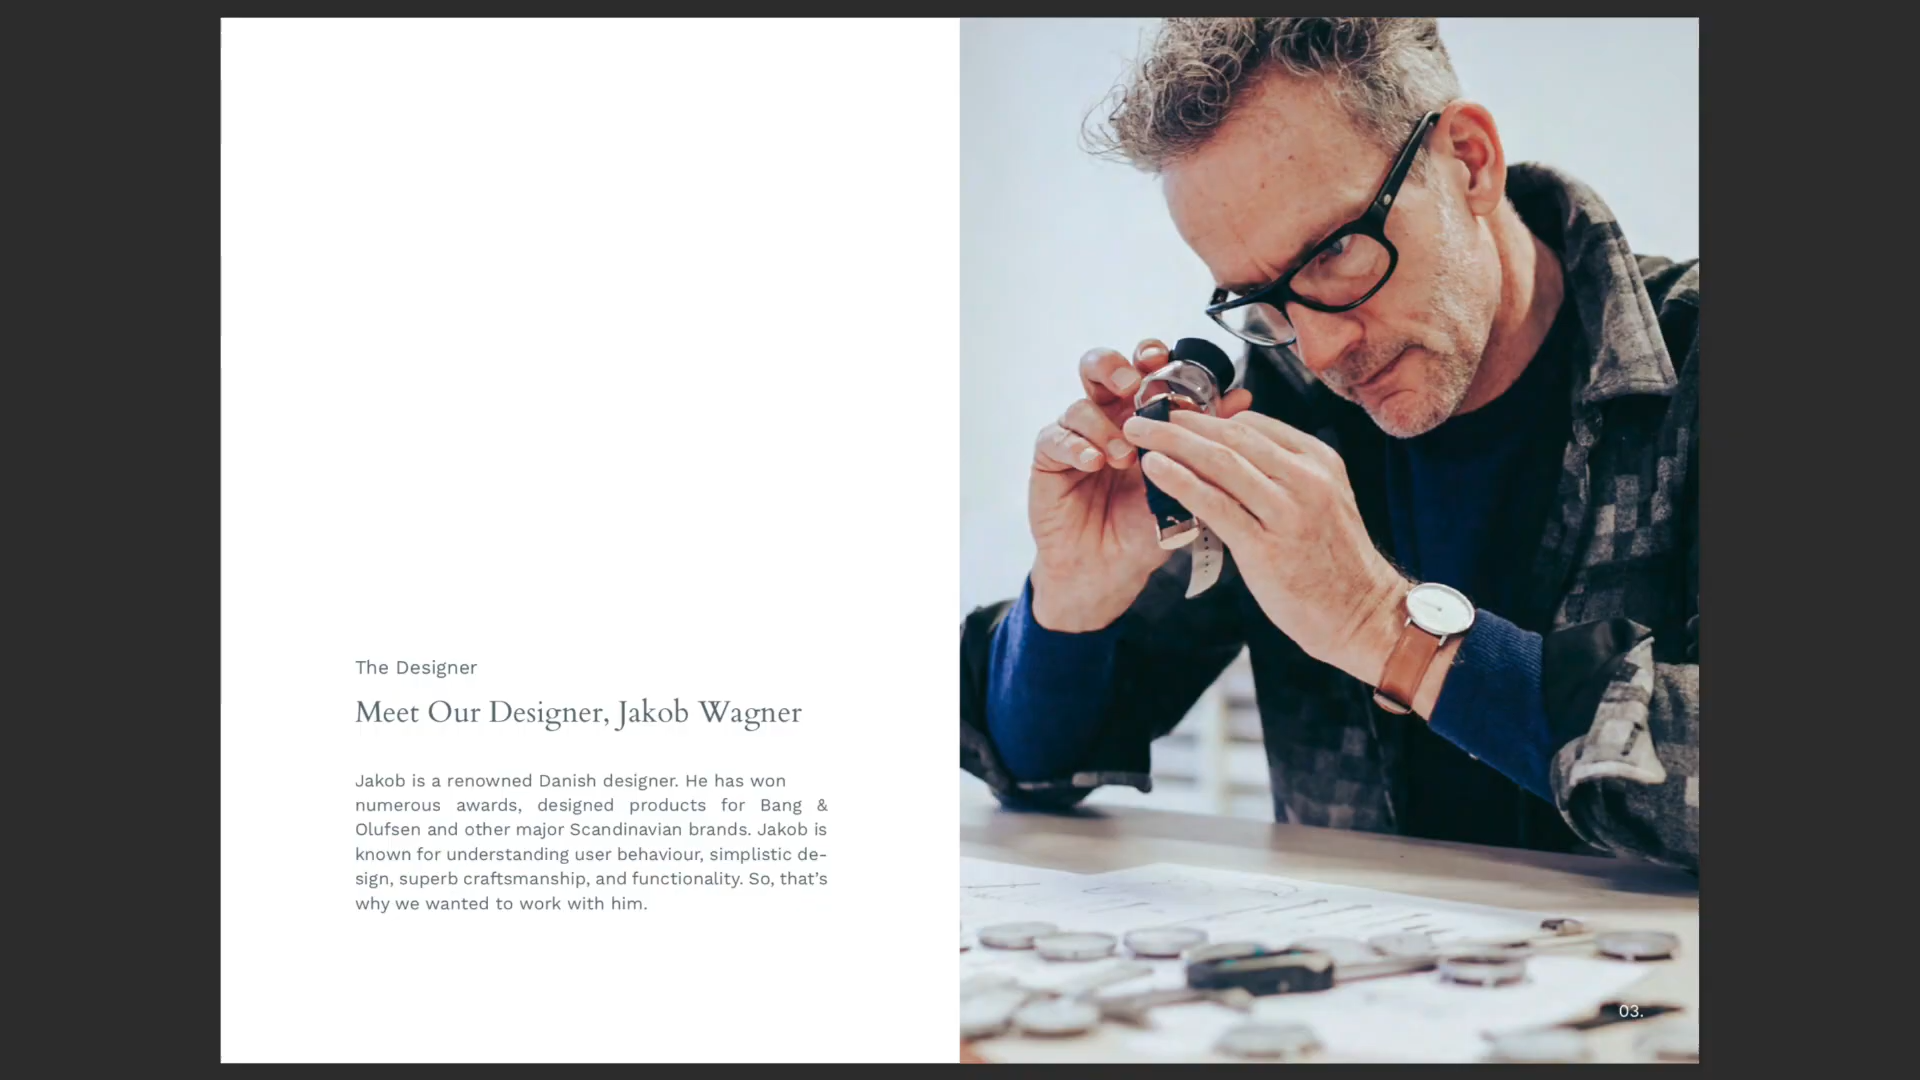 The Designer
Meet Our Designer, Jakob Wagner
Jakob is a renowned Danish designer. He has won
numerous awards, designed products for Bang &
Olufsen and other major Scandinavian brands. Jakob is
known for understanding user behaviour, simplistic de-
sign, superb craftsmanship, and functionality. So, that’s
why we wanted to work with him.
03.